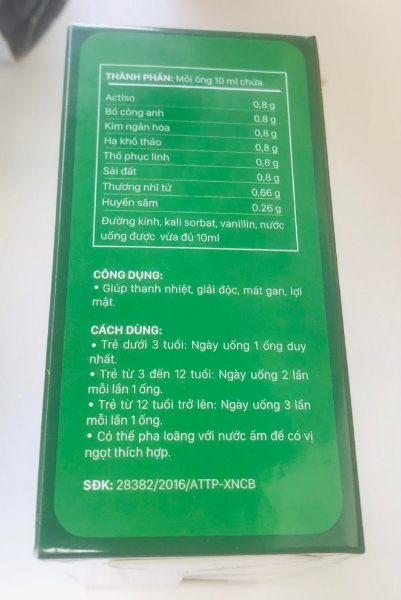 THÀNH PHẦN: Mỗi ống 10 ml chứa
Actiso 0,8 g
Bồ công anh 0,8 g
Kim ngân hoa 0,8 g
Hạ khô thảo 0,8 g
Thổ phục linh 0,8 g
Sài đất 0,8 g
Thương nhĩ tử 0,66 g
Huyền sâm 0,26 g
Đường kính, kali sorbat, vanillin, nước
uống được vừa đủ 10ml
CÔNG DỤNG:
• Giúp thanh nhiệt, giải độc, mát gan, lợi
mật.
CÁCH DÙNG:
• Trẻ dưới 3 tuổi: Ngày uống 1 ống duy
nhất.
• Trẻ từ 3 đến 12 tuổi: Ngày uống 2 lần
mỗi lần 1 ống.
• Trẻ từ 12 tuổi trở lên: Ngày uống 3 lần
mỗi lần 1 ống.
• Có thể pha loãng với nước ấm để có vị
ngọt thích hợp.
SĐK: 28382/2016/ATTP-XNCB